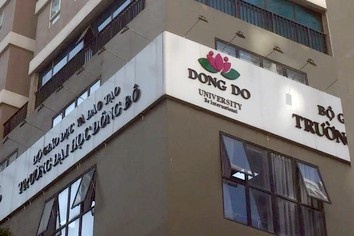 BỘ GIÁO DỤC VÀ ĐÀO TẠO
TRƯỜNG ĐẠI HỌC ĐÔNG ĐÔ
DONG DO
UNIVERSITY
Be International
BỘ G
TRƯỜN